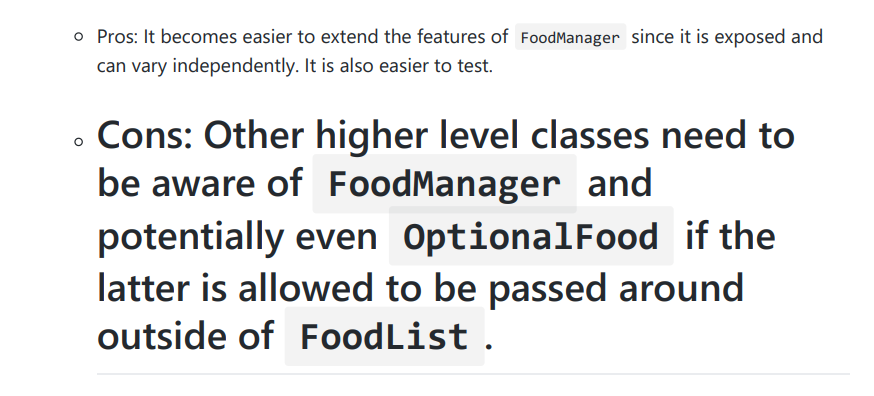 Pros: It becomes easier to extend the features of FoodManager since it is exposed and
can vary independently. It is also easier to test.
Cons: Other higher level classes need to
be aware of FoodManager and
potentially even OptionalFood if the
latter is allowed to be passed around
outside of FoodList.